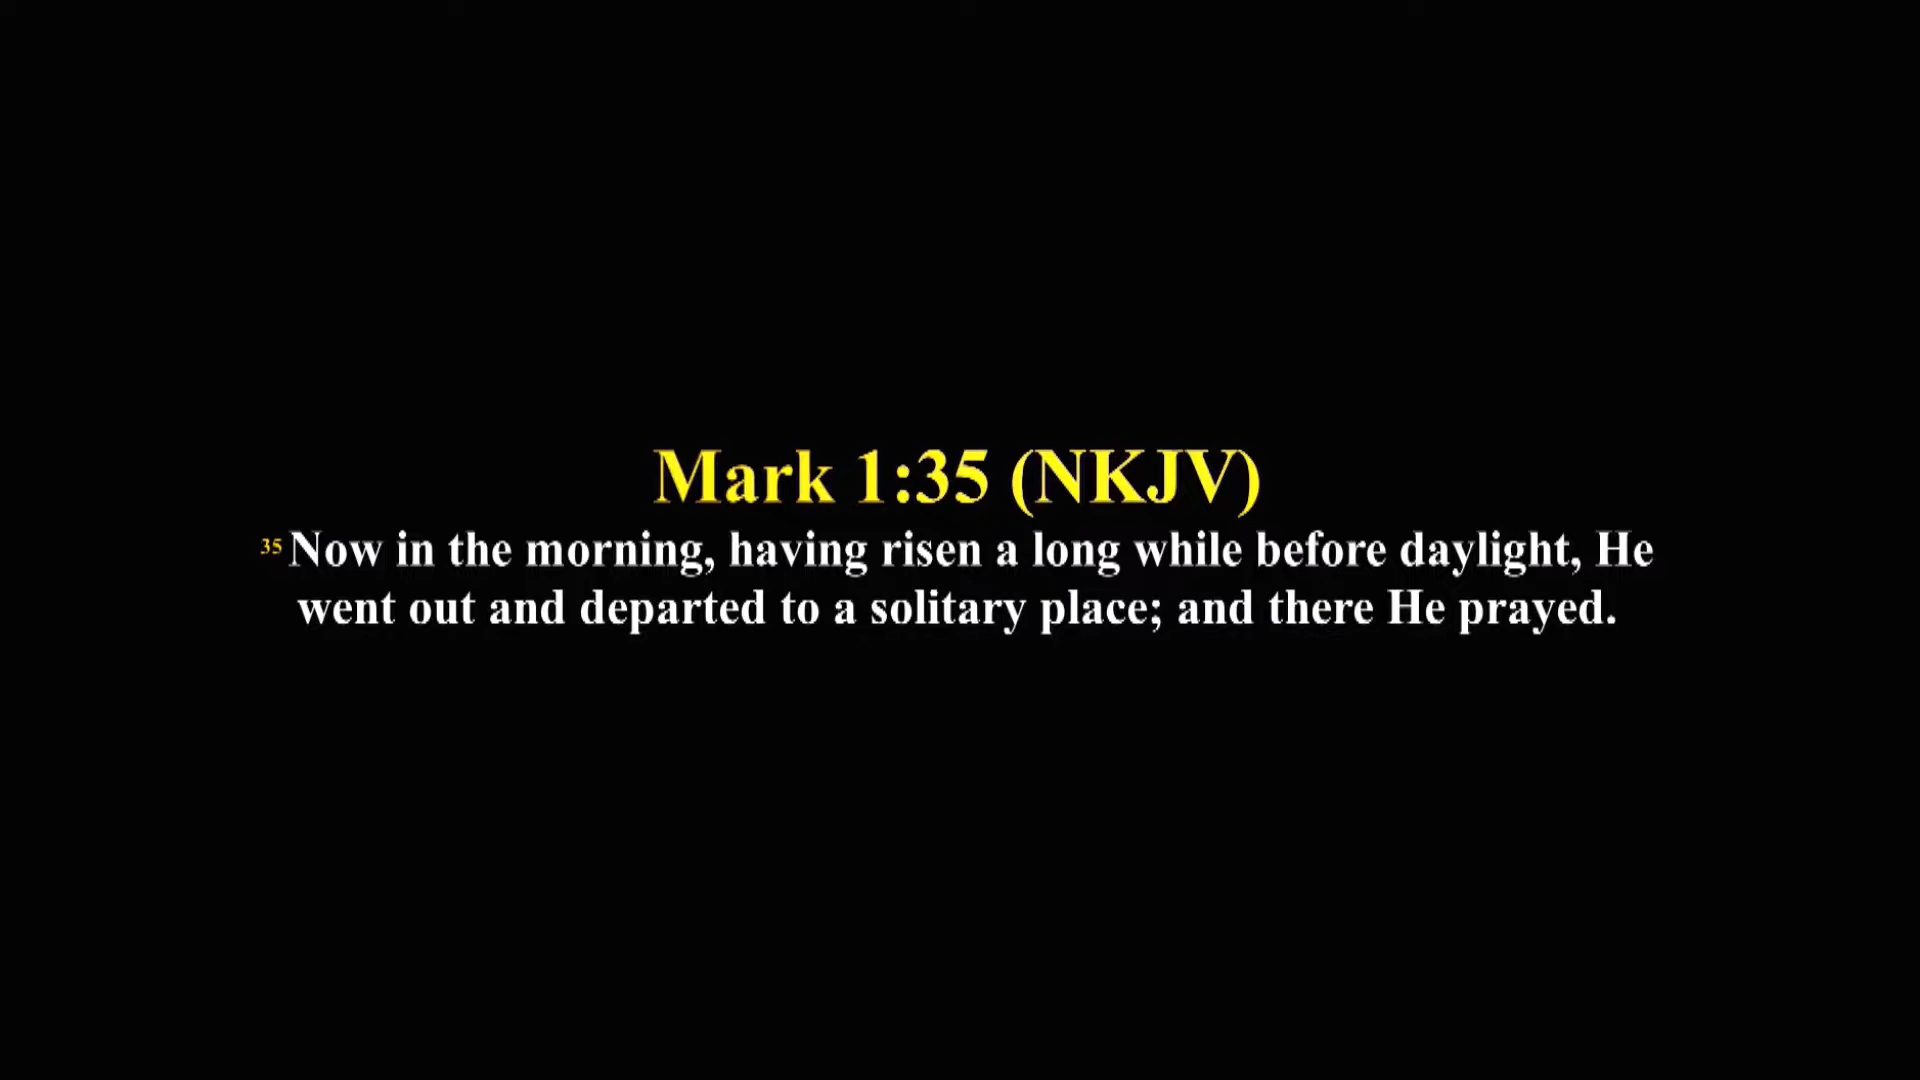 Mark 1:35 (NKJV)
35 Now in the morning, having risen a long while before daylight, He
went out and departed to a solitary place; and there He prayed.